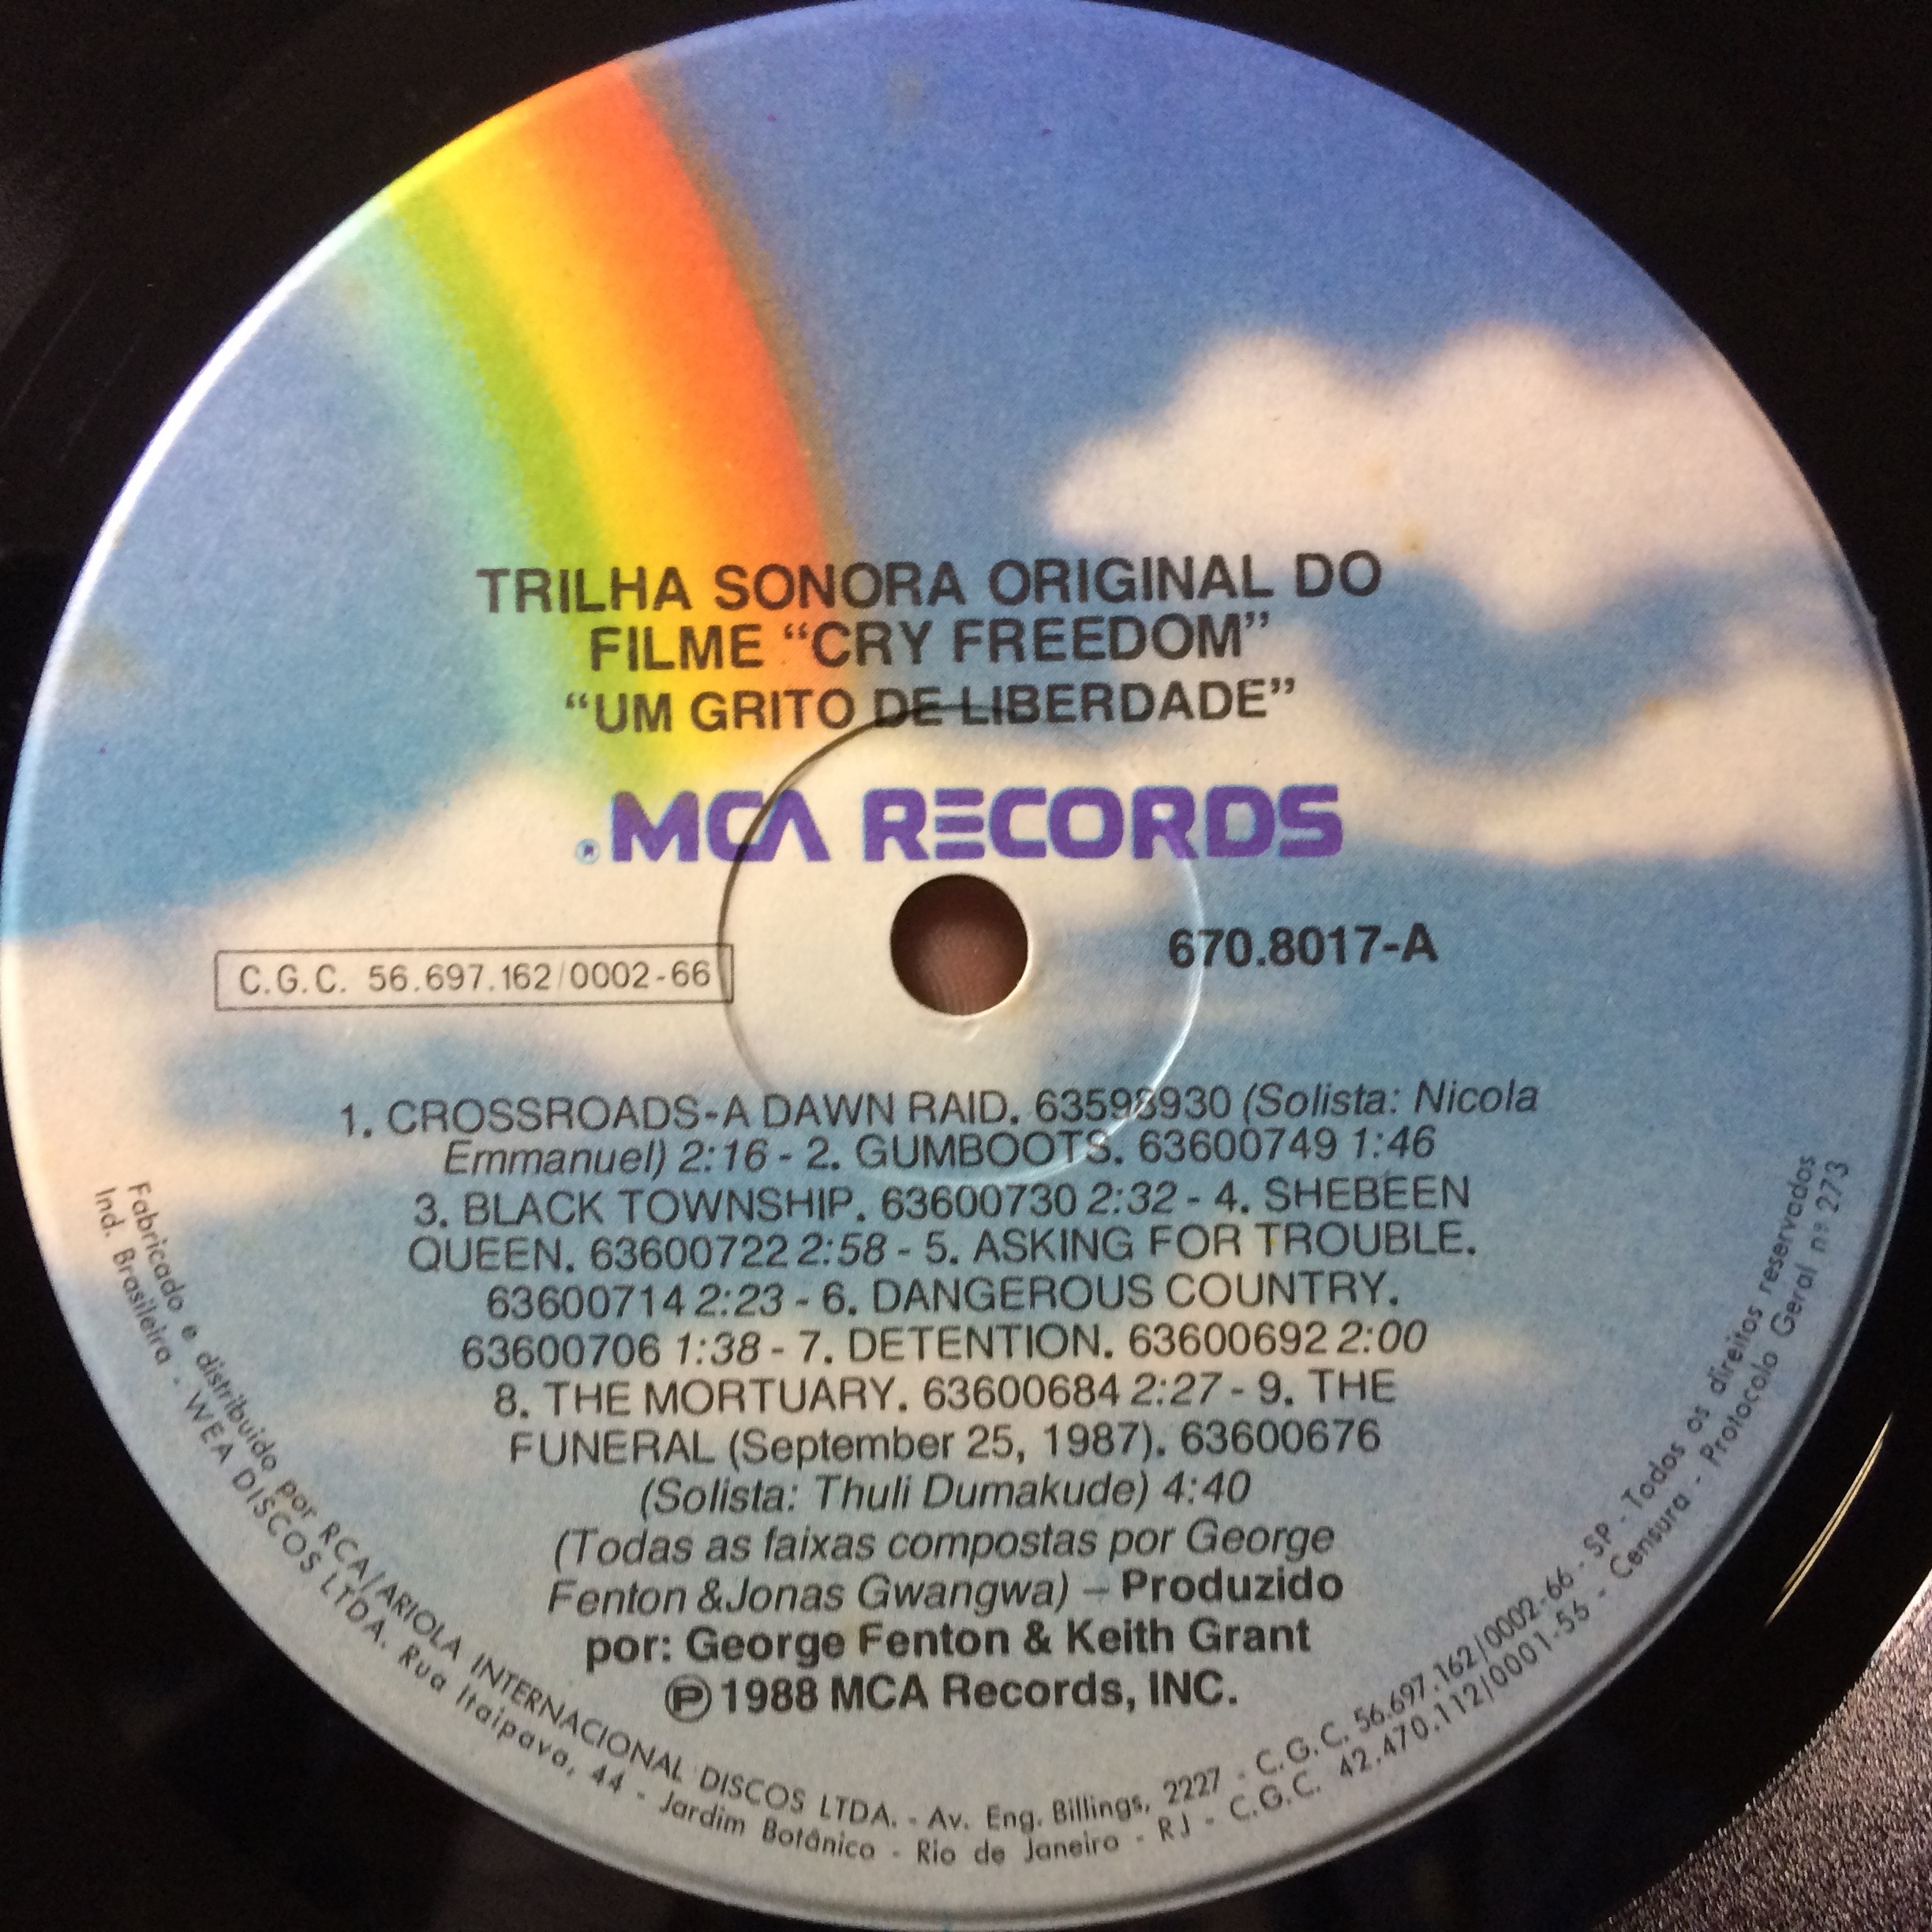 TRILHA SONORA ORIGINAL DO
FILME “CRY FREEDOM”
“UM GRITO DE LIBERDADE”
® MCA RECORDS
C.G.C. 56.697.162/0002-66
670.8017-A
1. CROSSROADS-A DAWN RAID. 63598930 (Solista: Nicola
Emmanuel) 2:16 - 2. GUMBOOTS. 63600749 1:46
3. BLACK TOWNSHIP. 63600730 2:32 - 4. SHEBEEN
QUEEN. 63600722 2:58 - 5. ASKING FOR TROUBLE.
63600714 2:23 - 6. DANGEROUS COUNTRY.
63600706 1:38 - 7. DETENTION. 63600692 2:00
8. THE MORTUARY. 63600684 2:27 - 9. THE
FUNERAL (September 25, 1987). 63600676
(Solista: Thuli Dumakude) 4:40
(Todas as faixas compostas por George
Fenton & Jonas Gwangwa) – Produzido
por: George Fenton & Keith Grant
℗ 1988 MCA Records, INC.
Fabricado e distribuido por RCA/ARIOLA INTERNACIONAL DISCOS LTDA. - Av. Eng. Billings, 2227 - C.G.C. 56.697.162/0002-66 - SP - Todos os direitos reservados
Ind. Brasileira - WEA DISCOS LTDA. Rua Itaipava, 44 - Jardim Botânico - Rio de Janeiro - RJ - C.G.C. 42.470.112/0001-55 - Censura - Protocolo Geral nº 273